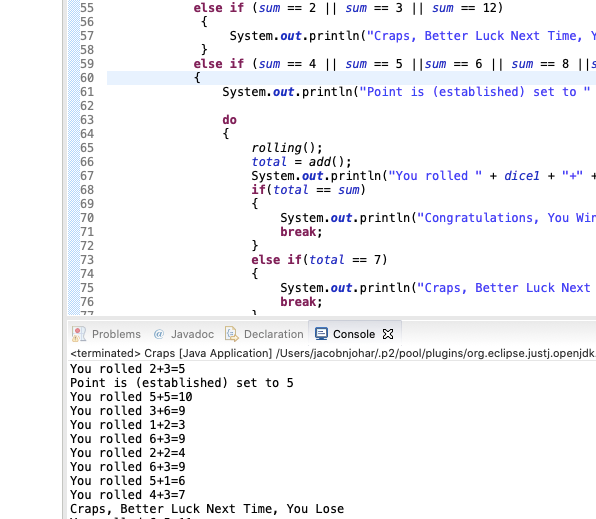 55 else if (sum == 2 || sum == 3 || sum == 12)
56 {
57 System.out.println("Craps, Better Luck Next Time, Y
58 }
59 else if (sum == 4 || sum == 5 ||sum == 6 || sum == 8 ||s
60 {
61 System.out.println("Point is (established) set to "
62
63 do
64 {
65 rolling();
66 total = add();
67 System.out.println("You rolled " + dice1 + "+" +
68 if(total == sum)
69 {
70 System.out.println("Congratulations, You Win
71 break;
72 }
73 else if(total == 7)
74 {
75 System.out.println("Craps, Better Luck Next
76 break;
77 }
Problems @ Javadoc Declaration Console
<terminated> Craps [Java Application] /Users/jacobnjohar/.p2/pool/plugins/org.eclipse.justj.openjdk
You rolled 2+3=5
Point is (established) set to 5
You rolled 5+5=10
You rolled 3+6=9
You rolled 1+2=3
You rolled 6+3=9
You rolled 2+2=4
You rolled 6+3=9
You rolled 5+1=6
You rolled 4+3=7
Craps, Better Luck Next Time, You Lose